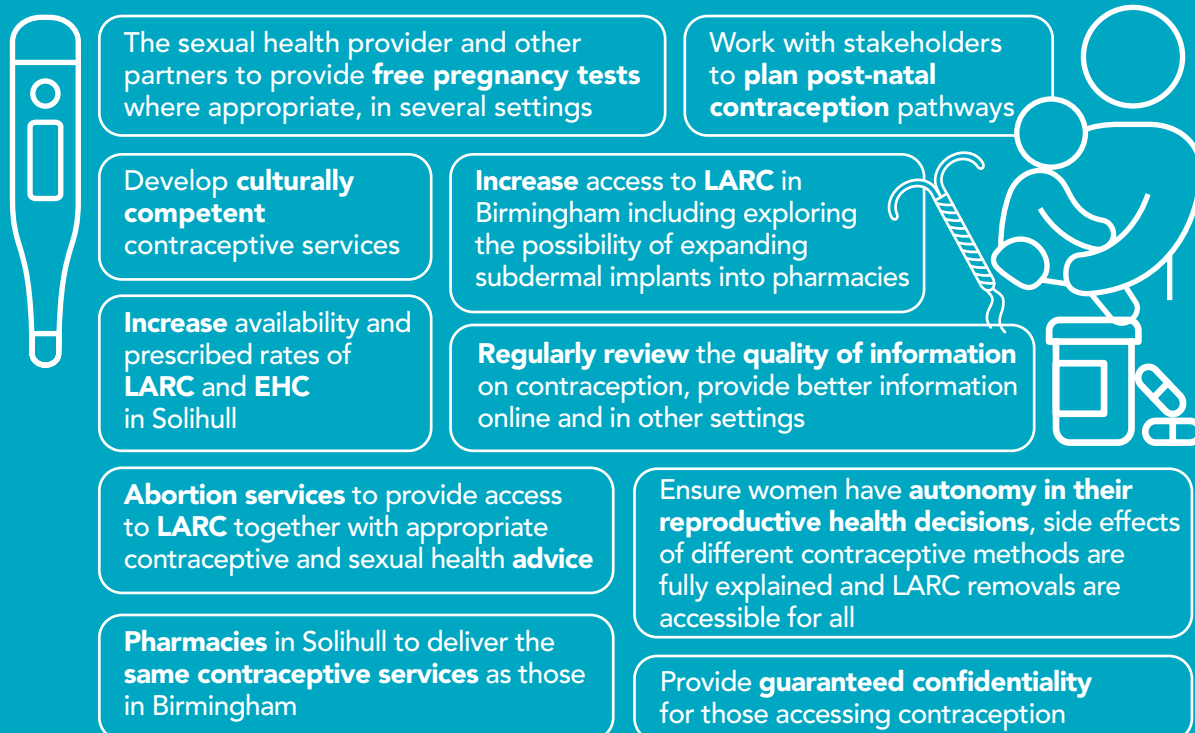 The sexual health provider and other
partners to provide free pregnancy tests
where appropriate, in several settings
Work with stakeholders
to plan post-natal
contraception pathways
Develop culturally
competent
contraceptive services
Increase access to LARC in
Birmingham including exploring
the possibility of expanding
subdermal implants into pharmacies
Increase availability and
prescribed rates of
LARC and EHC
in Solihull
Regularly review the quality of information
on contraception, provide better information
online and in other settings
Abortion services to provide access
to LARC together with appropriate
contraceptive and sexual health advice
Ensure women have autonomy in their
reproductive health decisions, side effects
of different contraceptive methods are
fully explained and LARC removals are
accessible for all
Pharmacies in Solihull to deliver the
same contraceptive services as those
in Birmingham
Provide guaranteed confidentiality
for those accessing contraception